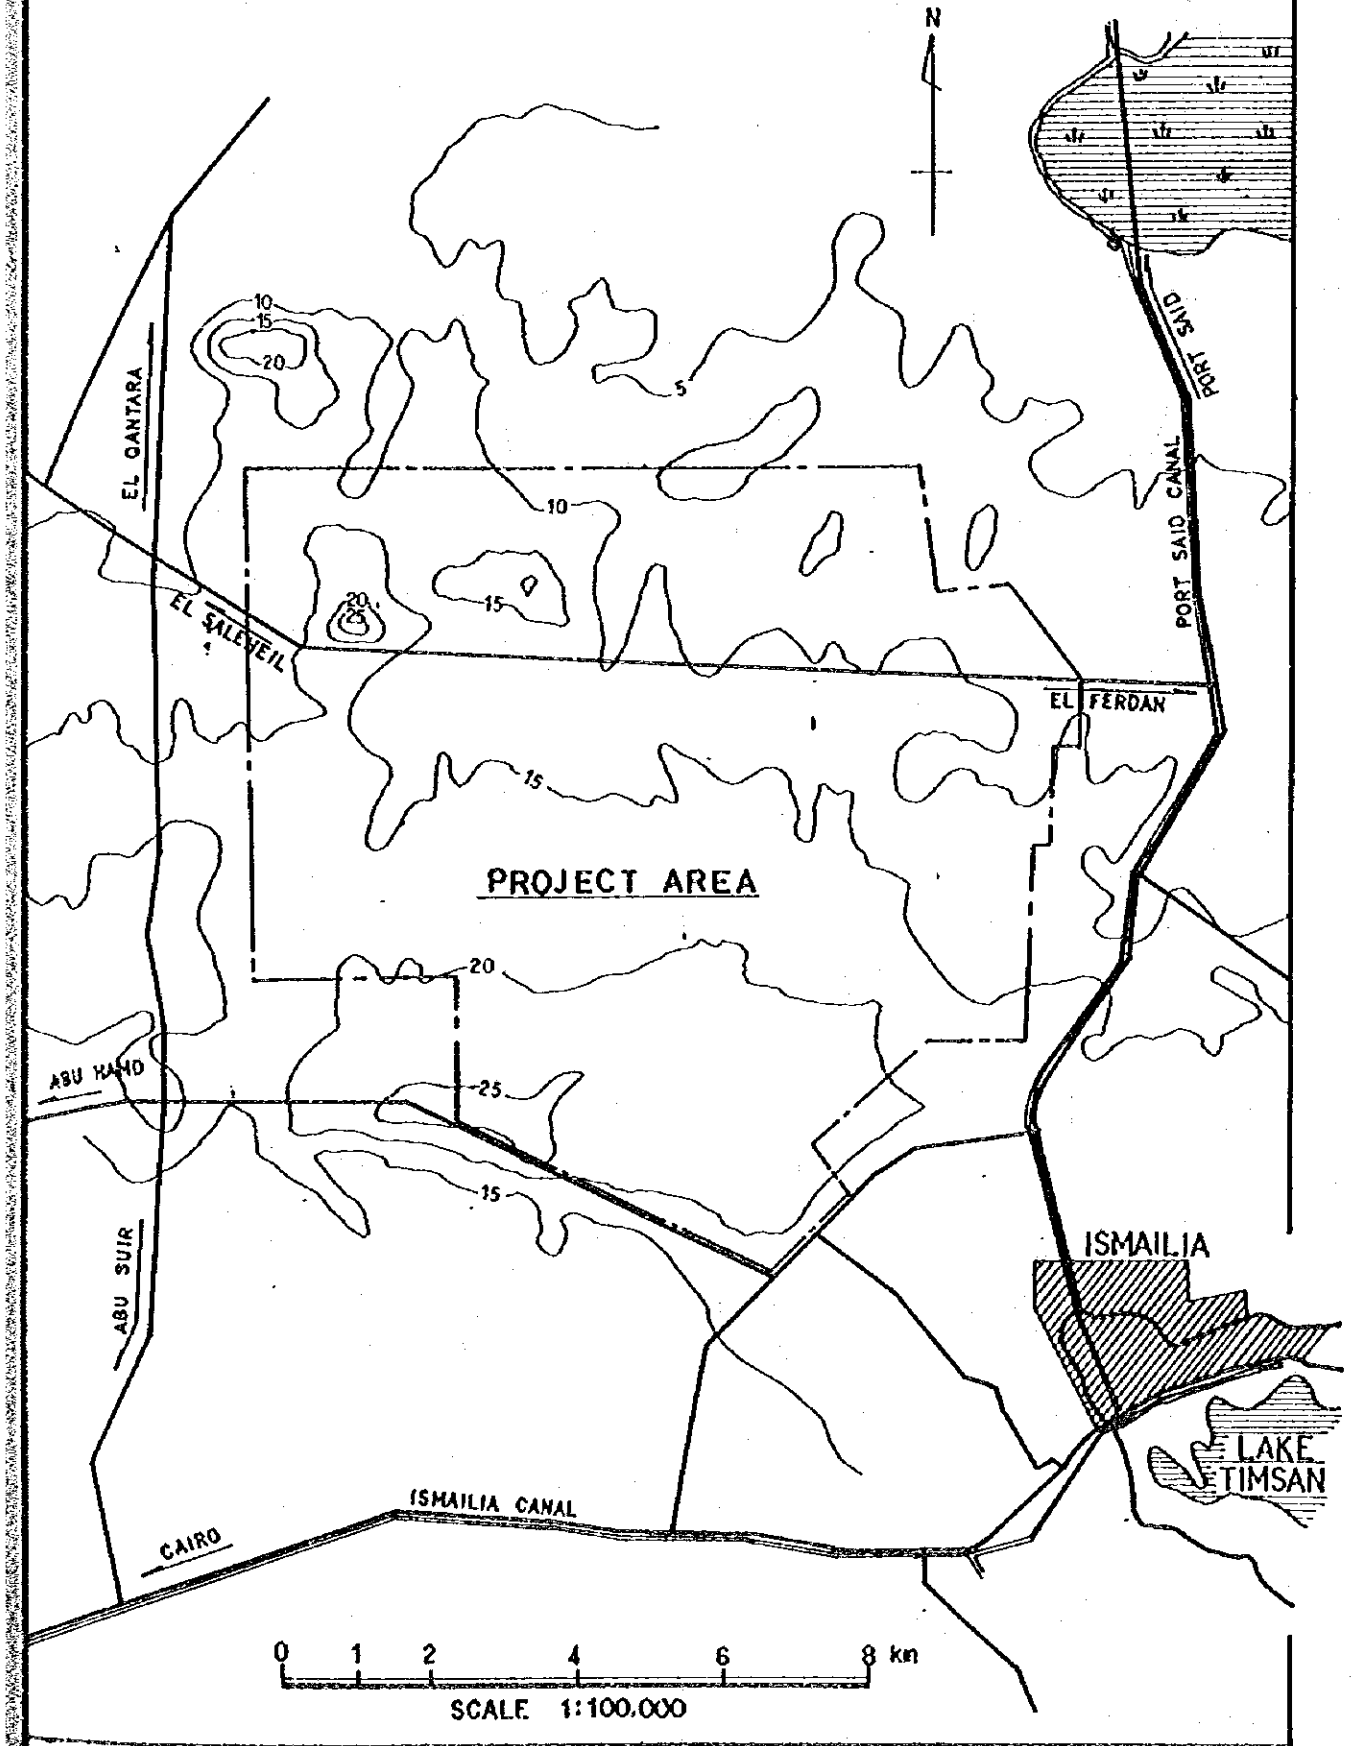 N
10
15
20
5
PORT SAID
EL QANTARA
PORT SAID CANAL
10
20
25
15
EL SALEHEIL
EL FERDAN
15
PROJECT AREA
20
ABU HAMO
25
15
ABU SUIR
ISMAILIA
LAKE
TIMSAN
ISMAILIA CANAL
CAIRO
0 1 2 4 6 8 km
SCALE 1:100,000